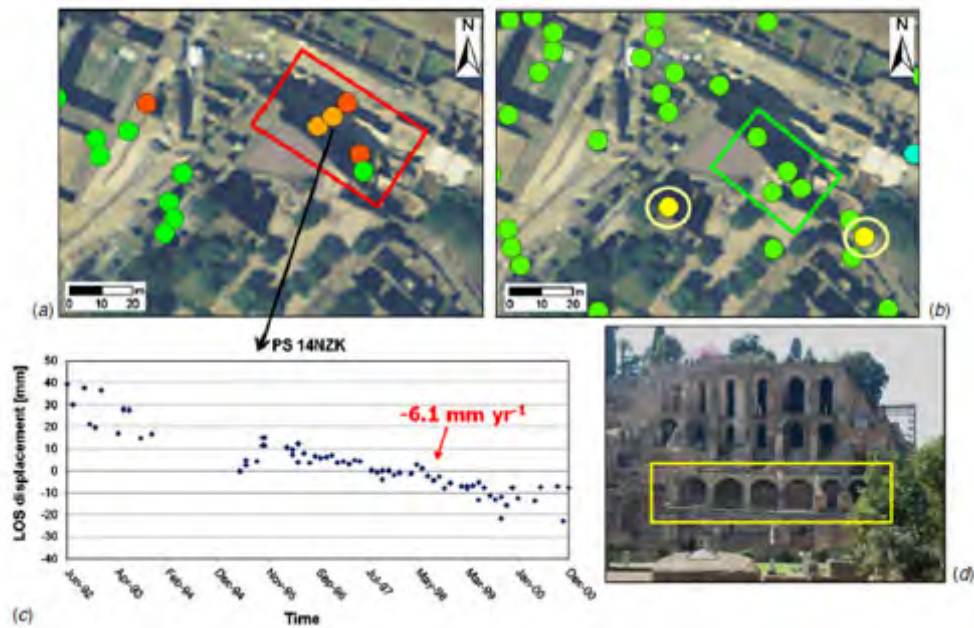 N
N
0 10 20 m
0 10 20 m
(a)
(b)
PS 14NZK
LOS displacement [mm]
50
40
30
20
10
0
-10
-20
-30
-40
-6.1 mm yr⁻¹
Jun-92
Apr-93
Feb-94
Dec-94
Nov-95
Sep-96
Jul-97
May-98
Mar-99
Jan-00
Dec-00
Time
(c)
(d)